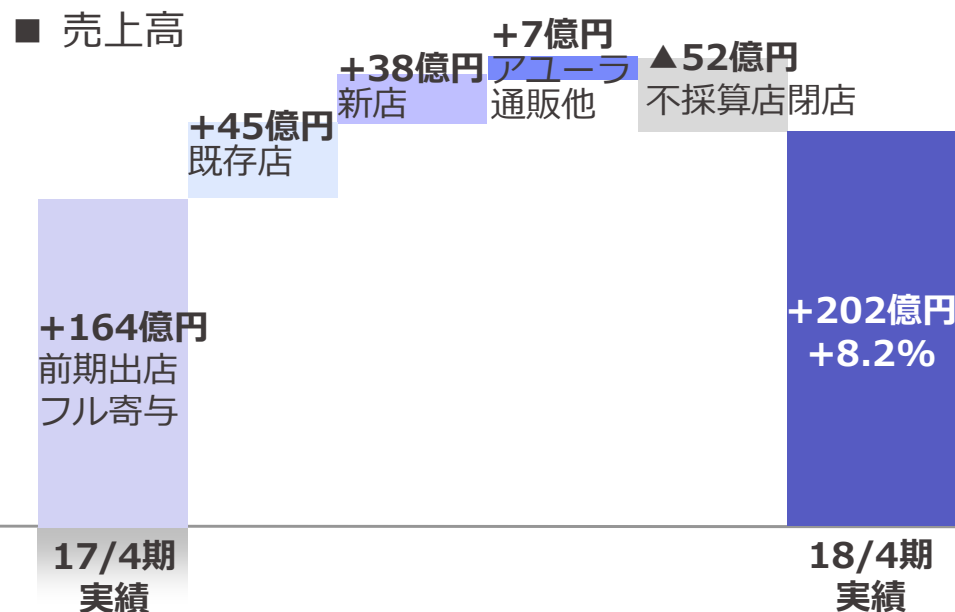 ■ 売上高
+164億円
前期出店
フル寄与
+45億円
既存店
+38億円
新店
+7億円
アユーラ
通販他
▲52億円
不採算店閉店
+202億円
+8.2%
17/4期
実績
18/4期
実績